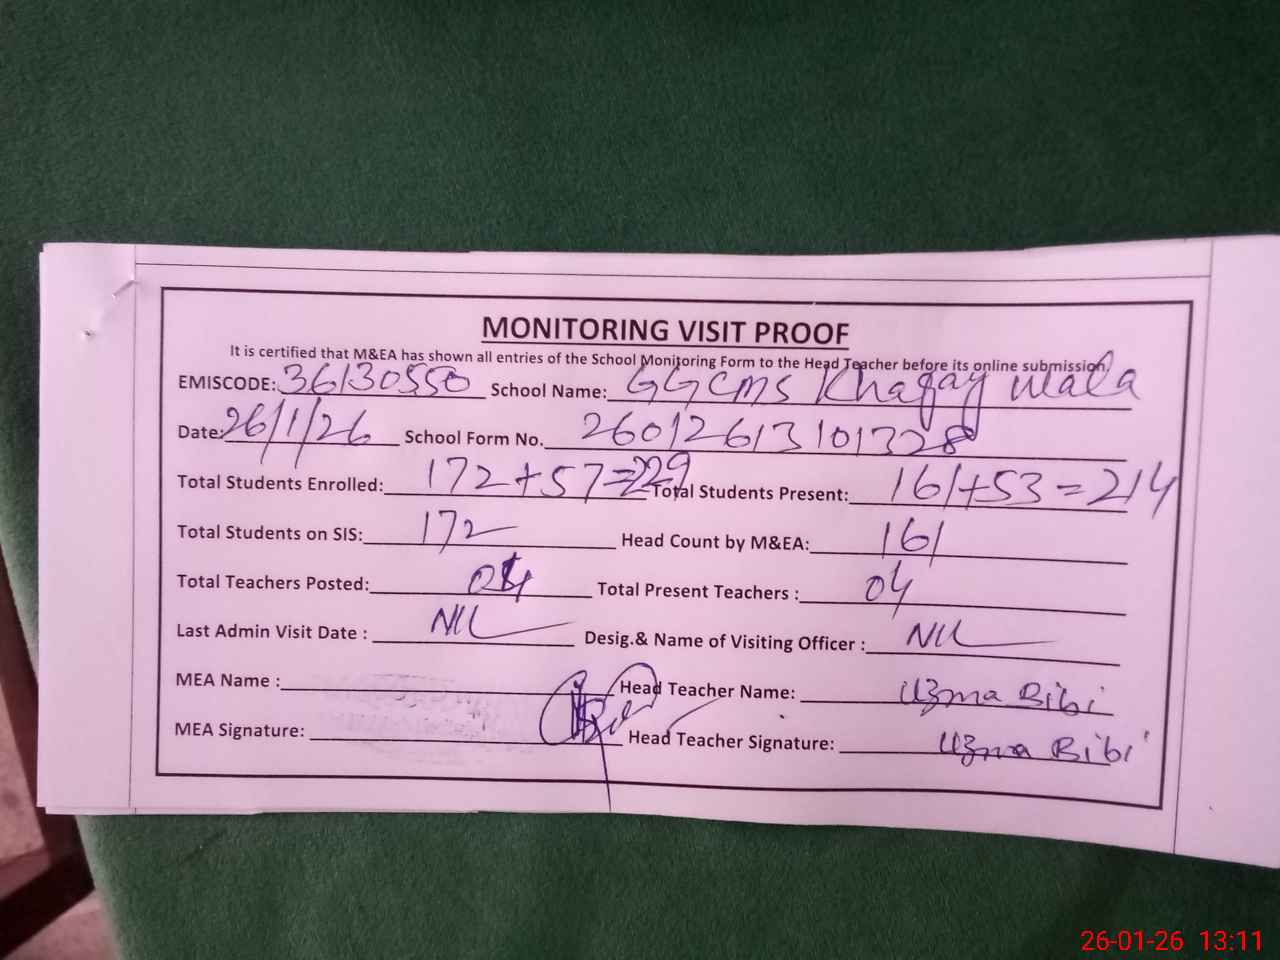 MONITORING VISIT PROOF
It is certified that M&EA has shown all entries of the School Monitoring Form to the Head Teacher before its online submission.
EMISCODE: 36130550 School Name: GGCMS Khagay wala
Date: 26/1/26 School Form No. 26012613101328
Total Students Enrolled: 172+57=229 Total Students Present: 161+53=214
Total Students on SIS: 172 Head Count by M&EA: 161
Total Teachers Posted: 04 Total Present Teachers : 04
Last Admin Visit Date : NIL Desig.& Name of Visiting Officer : NIL
MEA Name : Head Teacher Name: Uzma Bibi
MEA Signature: Head Teacher Signature: Uzma Bibi
26-01-26 13:11